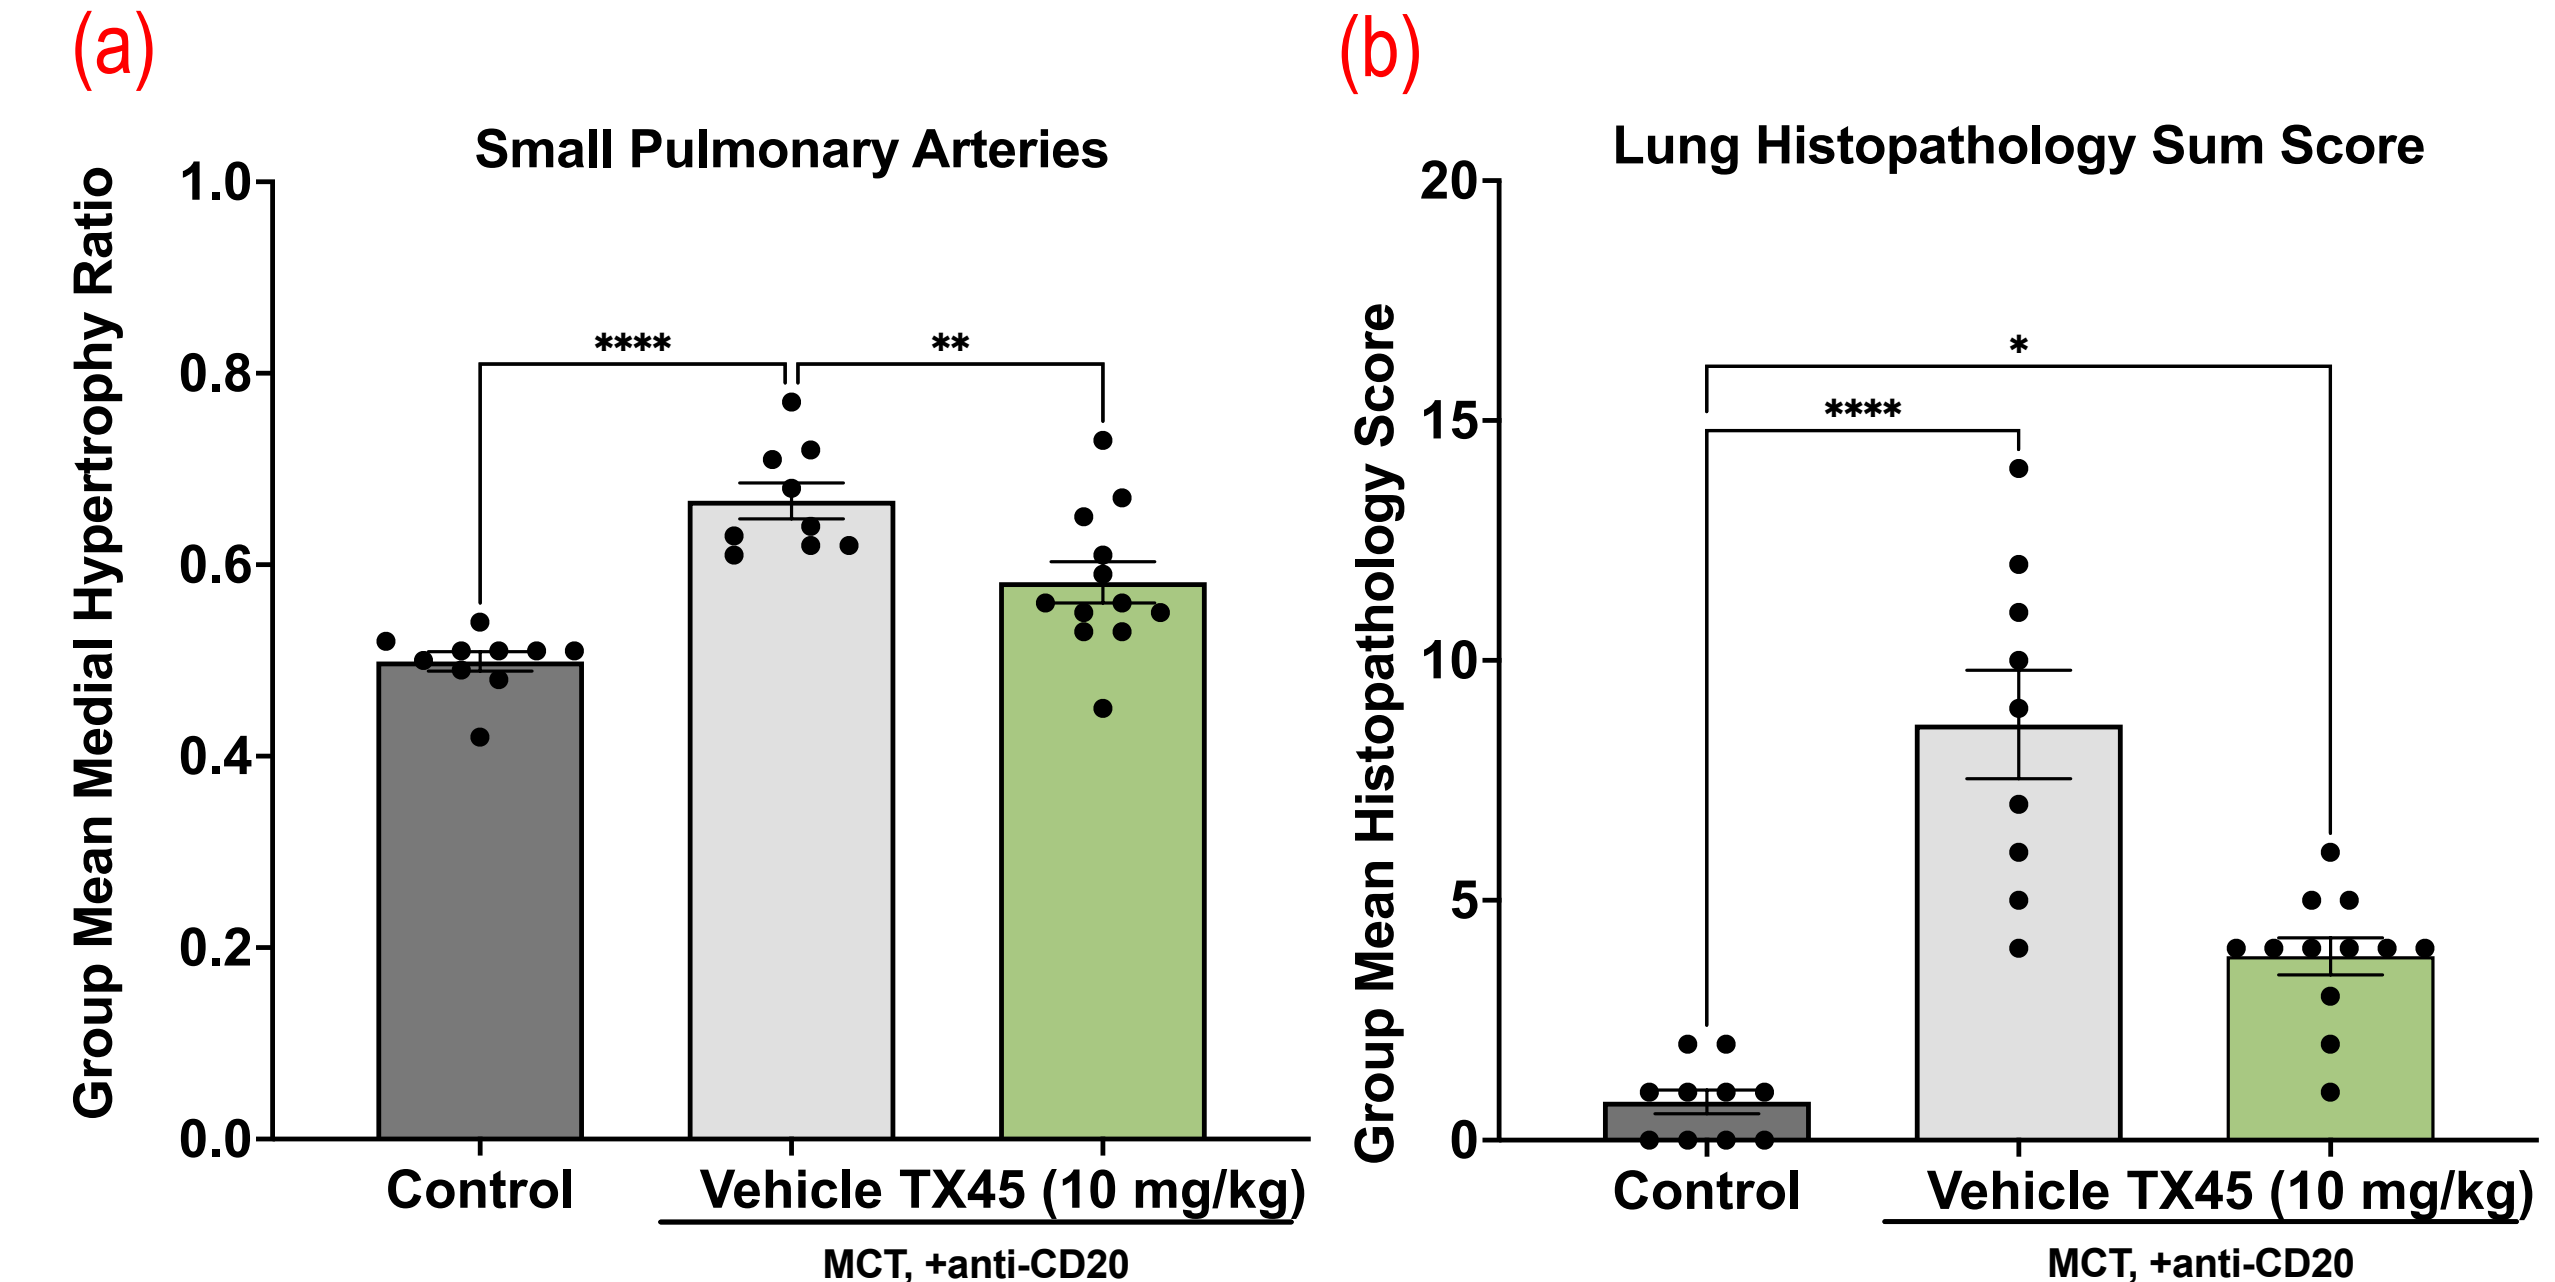 (a)
Small Pulmonary Arteries
Group Mean Medial Hypertrophy Ratio
1.0
0.8
0.6
0.4
0.2
0.0
****
**
Control
Vehicle
TX45 (10 mg/kg)
MCT, +anti-CD20
(b)
Lung Histopathology Sum Score
Group Mean Histopathology Score
20
15
10
5
0
*
****
Control
Vehicle
TX45 (10 mg/kg)
MCT, +anti-CD20